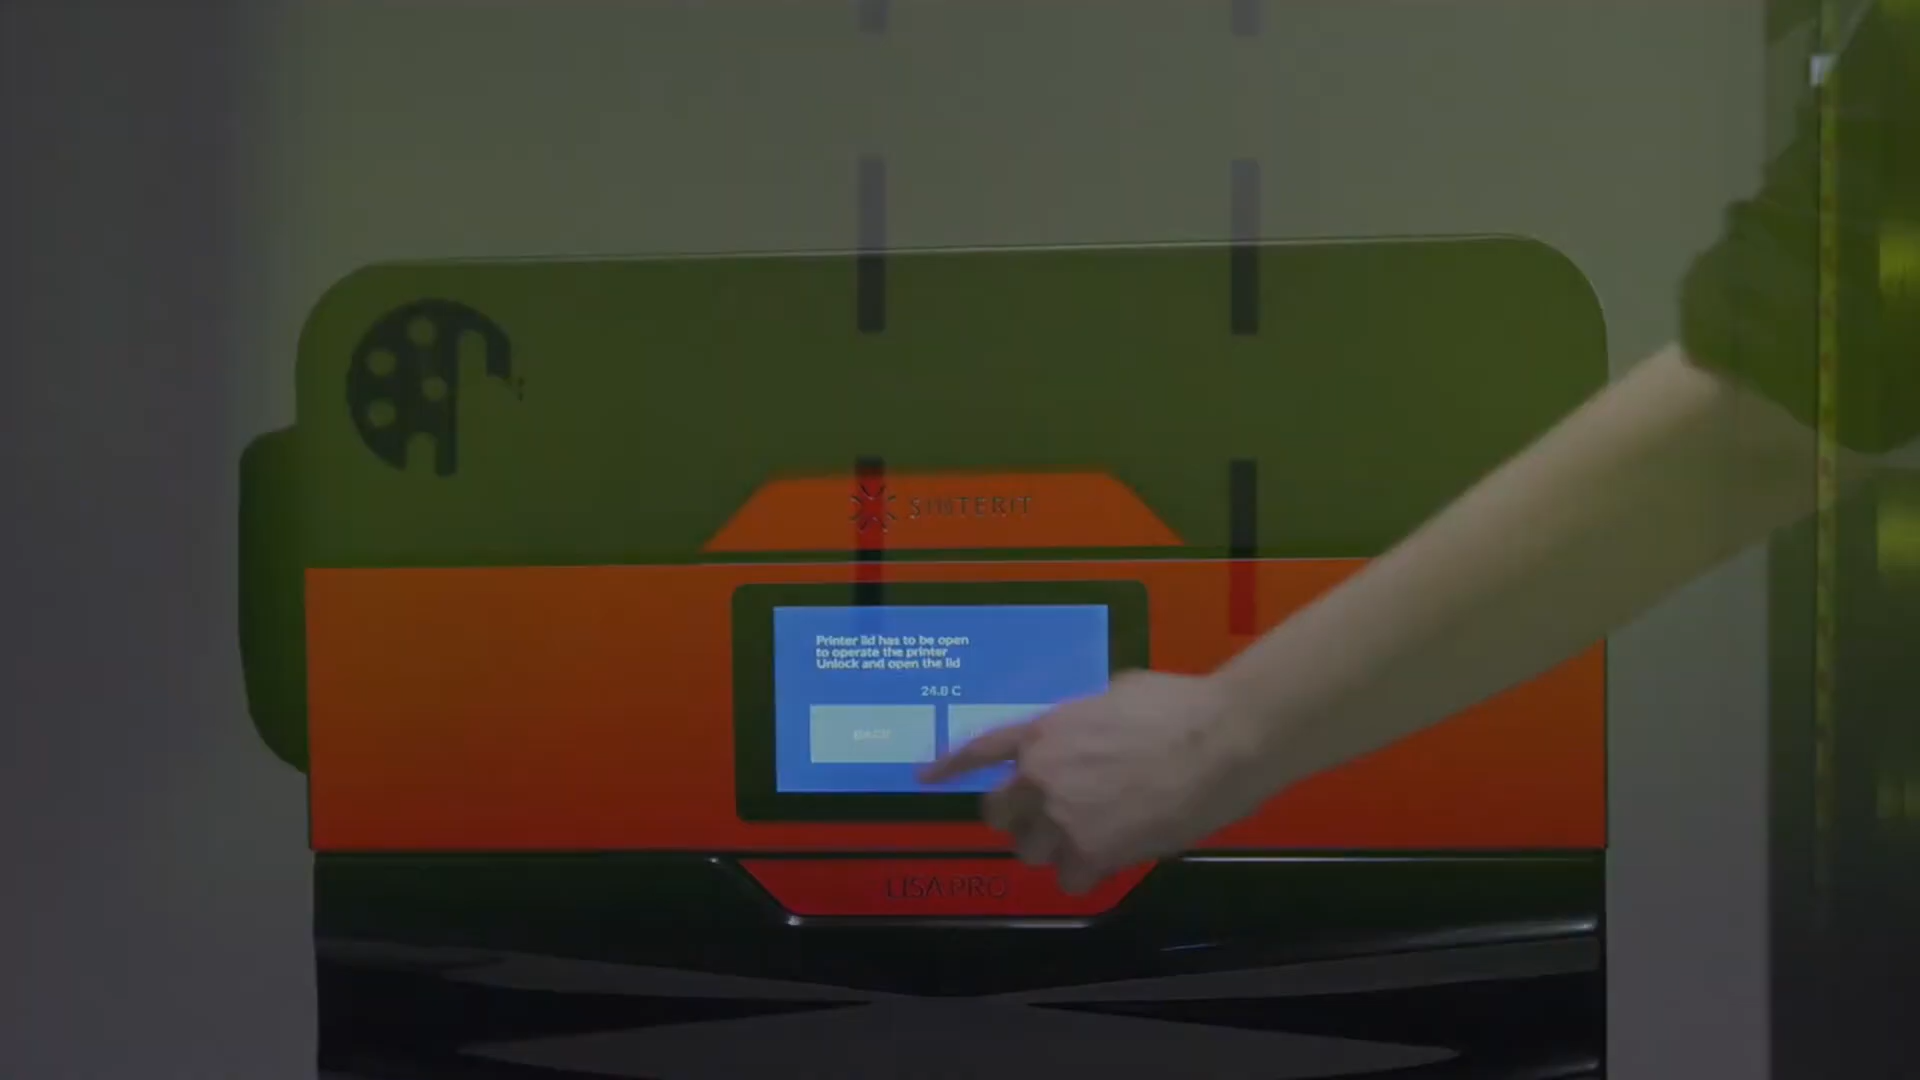 SINTERIT
Printer lid has to be open
to operate the printer
Unlock and open the lid
24.8 C
BACK
LISA PRO